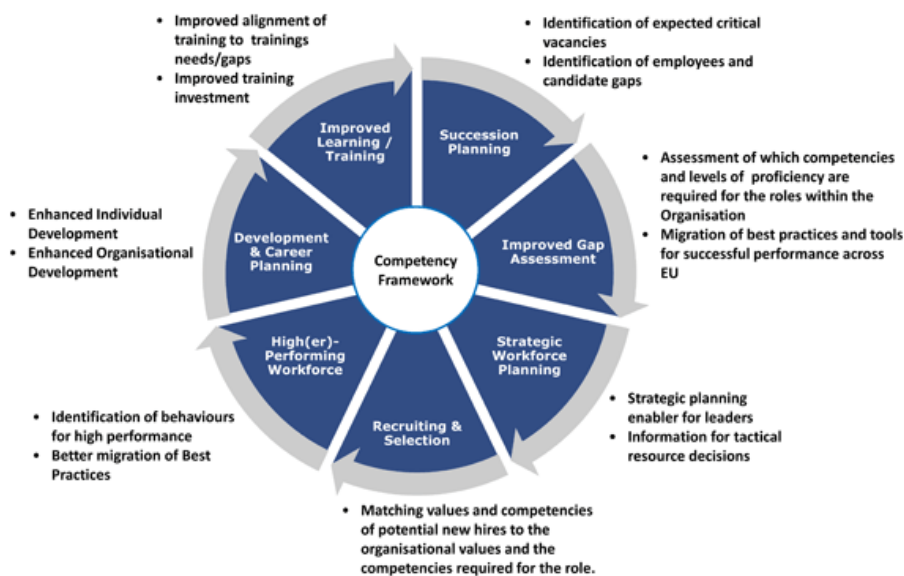 • Improved alignment of
training to  trainings
needs/gaps
• Improved training
investment
• Identification of expected critical
vacancies
• Identification of employees and
candidate gaps
Improved
Learning /
Training
Succession
Planning
• Assessment of which competencies
and levels of  proficiency are
required for the roles within the
Organisation
• Migration of best practices and tools
for successful performance across
EU
• Enhanced Individual
Development
• Enhanced Organisational
Development
Development
& Career
Planning
Competency
Framework
Improved Gap
Assessment
High(er)-
Performing
Workforce
Strategic
Workforce
Planning
Recruiting &
Selection
• Identification of behaviours
for high performance
• Better migration of Best
Practices
• Strategic planning
enabler for leaders
• Information for tactical
resource decisions
• Matching values and competencies
of potential new hires to the
organisational values and the
competencies required for the role.